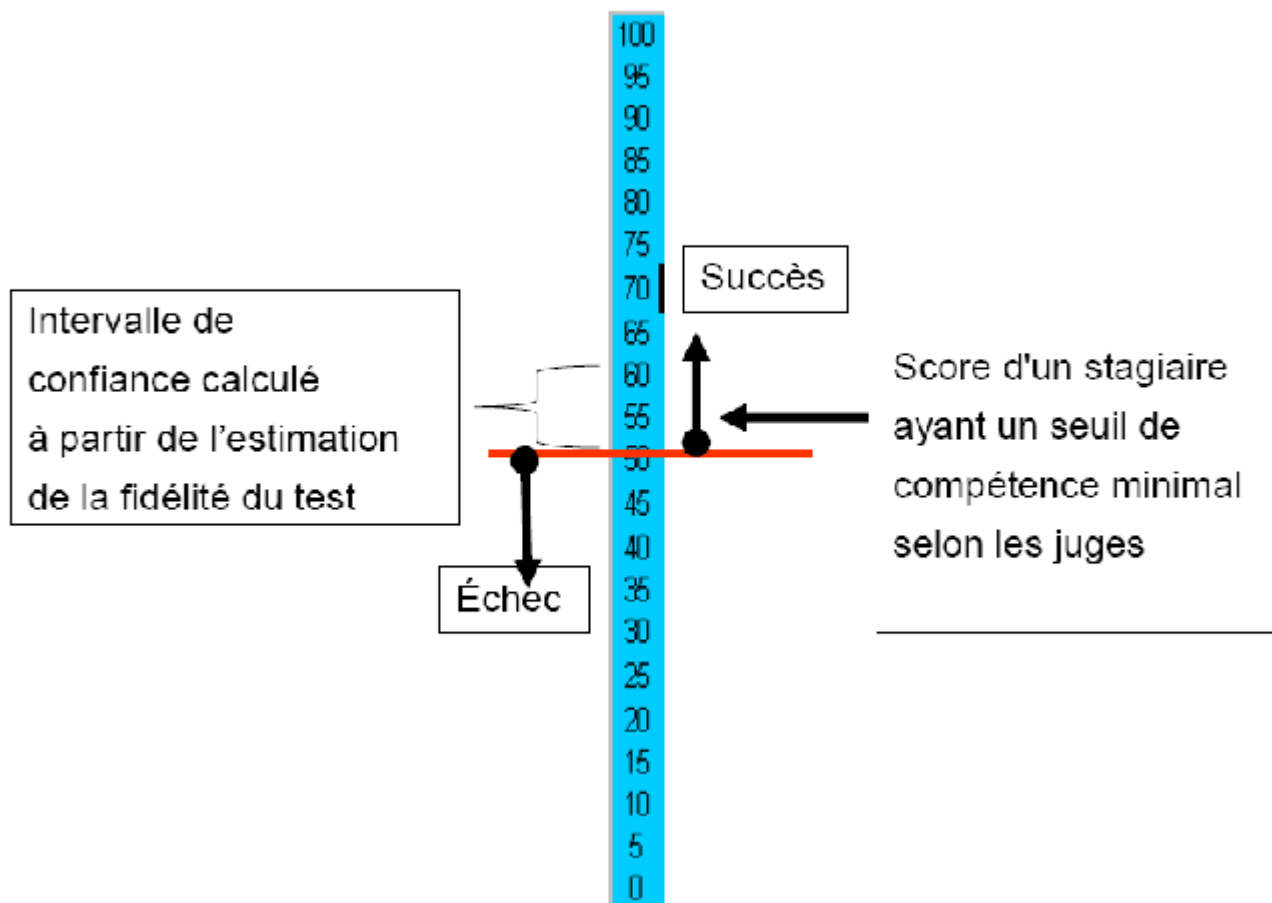 100
95
90
85
80
75
70
65
60
55
50
45
40
35
30
25
20
15
10
5
0
Intervalle de
confiance calculé
à partir de l'estimation
de la fidélité du test
Succès
Échec
Score d'un stagiaire
ayant un seuil de
compétence minimal
selon les juges